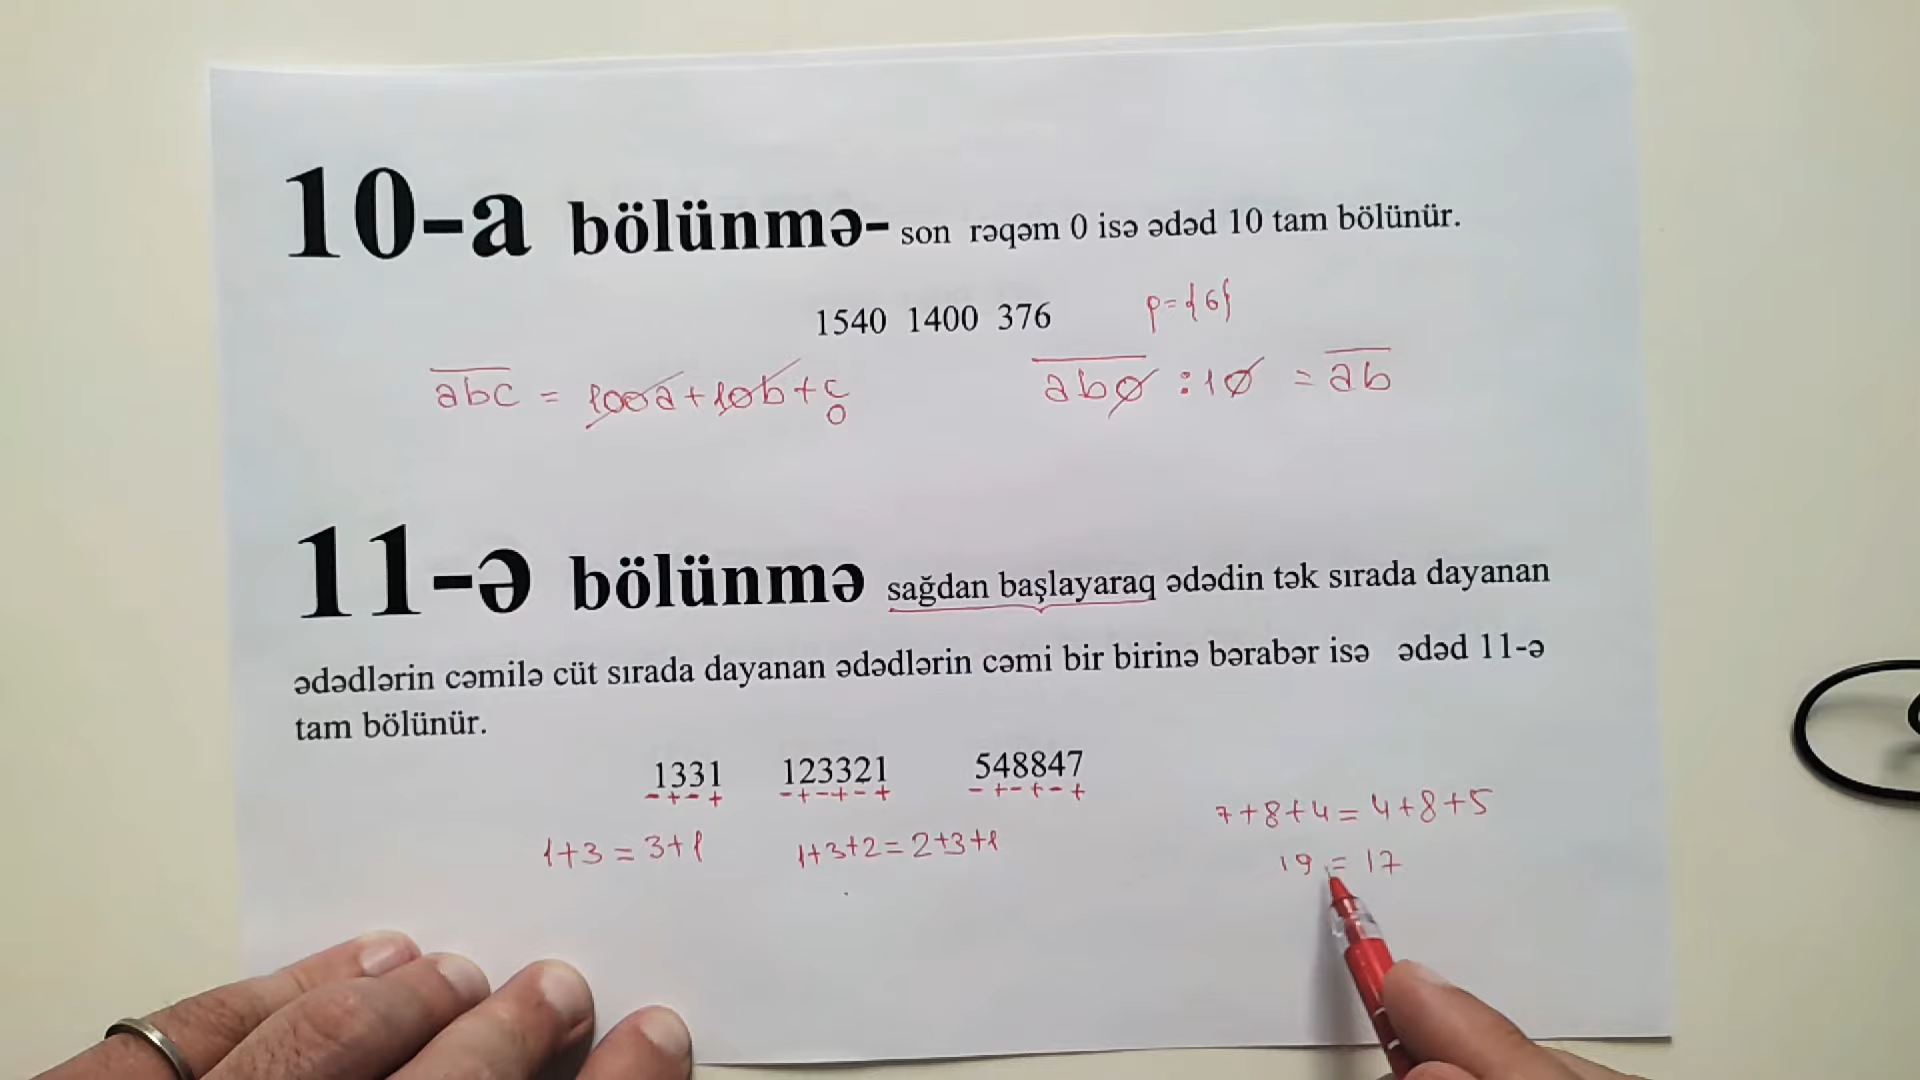 10-a bölünmə- son rəqəm 0 isə ədəd 10 tam bölünür.
1540 1400 376 p={6}
abc = 100a+10b+c ab0 :10 = ab
0
11-ə bölünmə sağdan başlayaraq ədədin tək sırada dayanan
ədədlərin cəmilə cüt sırada dayanan ədədlərin cəmi bir birinə bərabər isə ədəd 11-ə
tam bölünür.
1331 123321 548847
-+-+ -+-+-+ -+-+-+
1+3=3+1 1+3+2=2+3+1 7+8+4=4+8+5
19=17